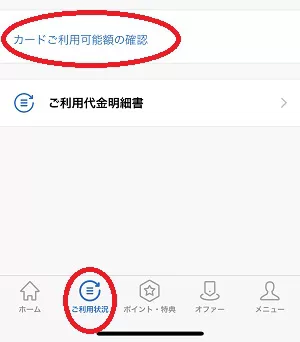 カードご利用可能額の確認
ご利用代金明細書
ホーム
ご利用状況
ポイント・特典
オファー
メニュー